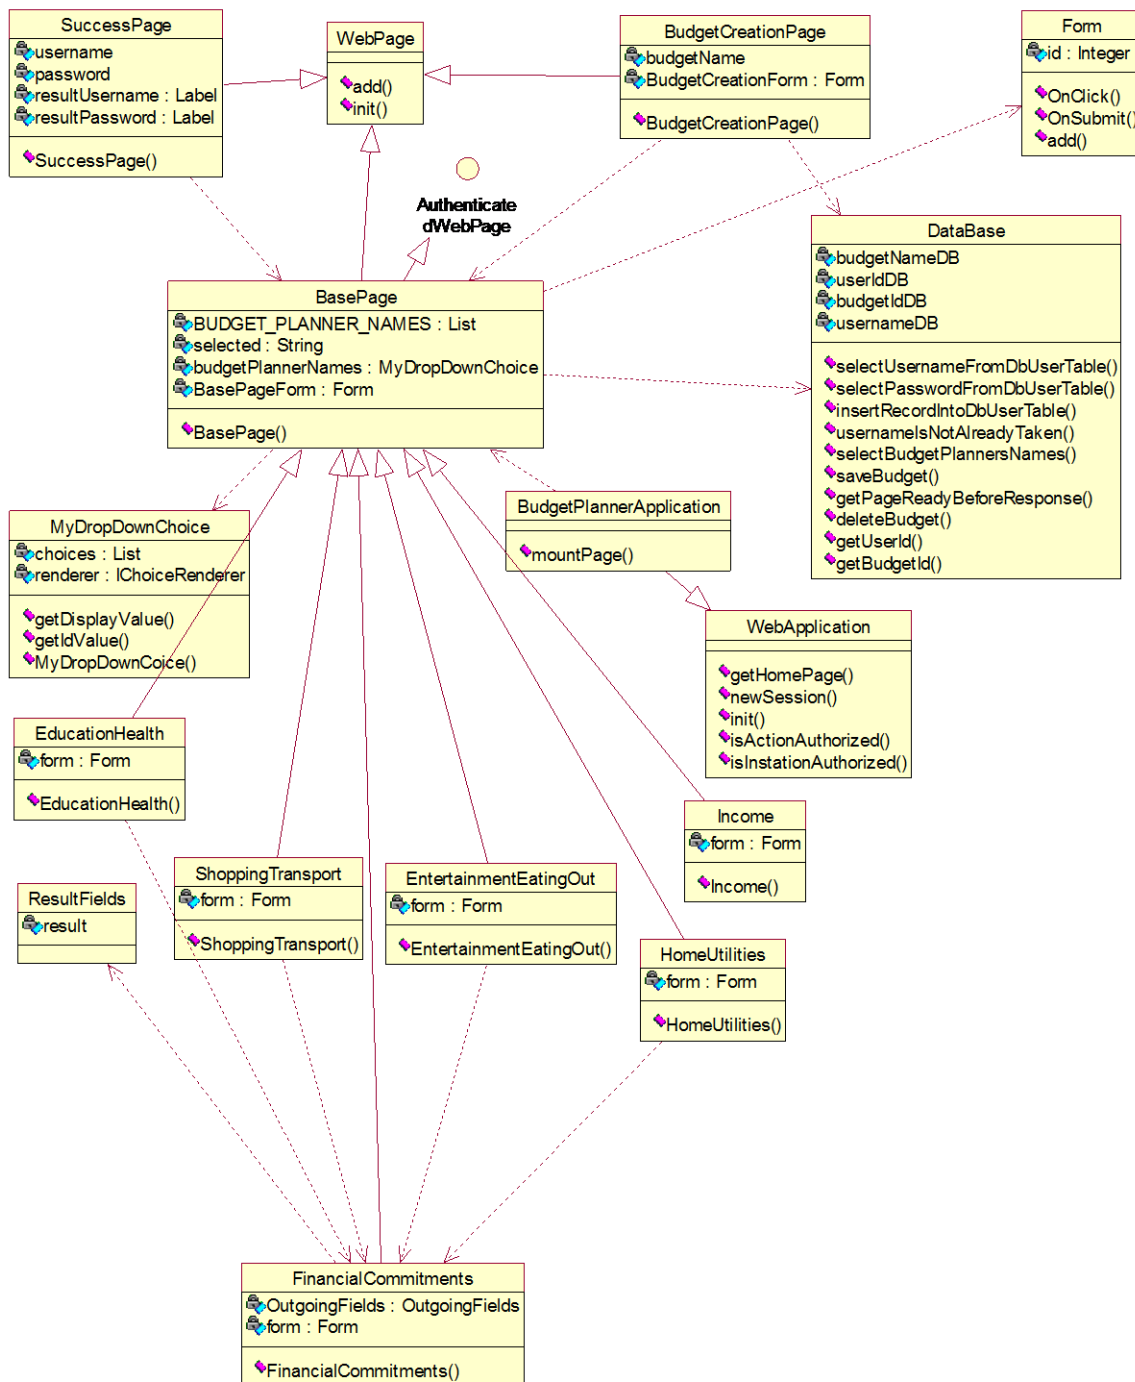 SuccessPage
username
password
resultUsername : Label
resultPassword : Label
SuccessPage()
WebPage
add()
init()
BudgetCreationPage
budgetName
BudgetCreationForm : Form
BudgetCreationPage()
Form
id : Integer
OnClick()
OnSubmit()
add()
Authenticate
dWebPage
DataBase
budgetNameDB
userIdDB
budgetIdDB
usernameDB
selectUsernameFromDbUserTable()
selectPasswordFromDbUserTable()
insertRecordIntoDbUserTable()
usernameIsNotAlreadyTaken()
selectBudgetPlannersNames()
saveBudget()
getPageReadyBeforeResponse()
deleteBudget()
getUserId()
getBudgetId()
BasePage
BUDGET_PLANNER_NAMES : List
selected : String
budgetPlannerNames : MyDropDownChoice
BasePageForm : Form
BasePage()
MyDropDownChoice
choices : List
renderer : IChoiceRenderer
getDisplayValue()
getIdValue()
MyDropDownCoice()
BudgetPlannerApplication
mountPage()
WebApplication
getHomePage()
newSession()
init()
isActionAuthorized()
isInstationAuthorized()
EducationHealth
form : Form
EducationHealth()
Income
form : Form
Income()
ShoppingTransport
form : Form
ShoppingTransport()
EntertainmentEatingOut
form : Form
EntertainmentEatingOut()
ResultFields
result
HomeUtilities
form : Form
HomeUtilities()
FinancialCommitments
OutgoingFields : OutgoingFields
form : Form
FinancialCommitments()